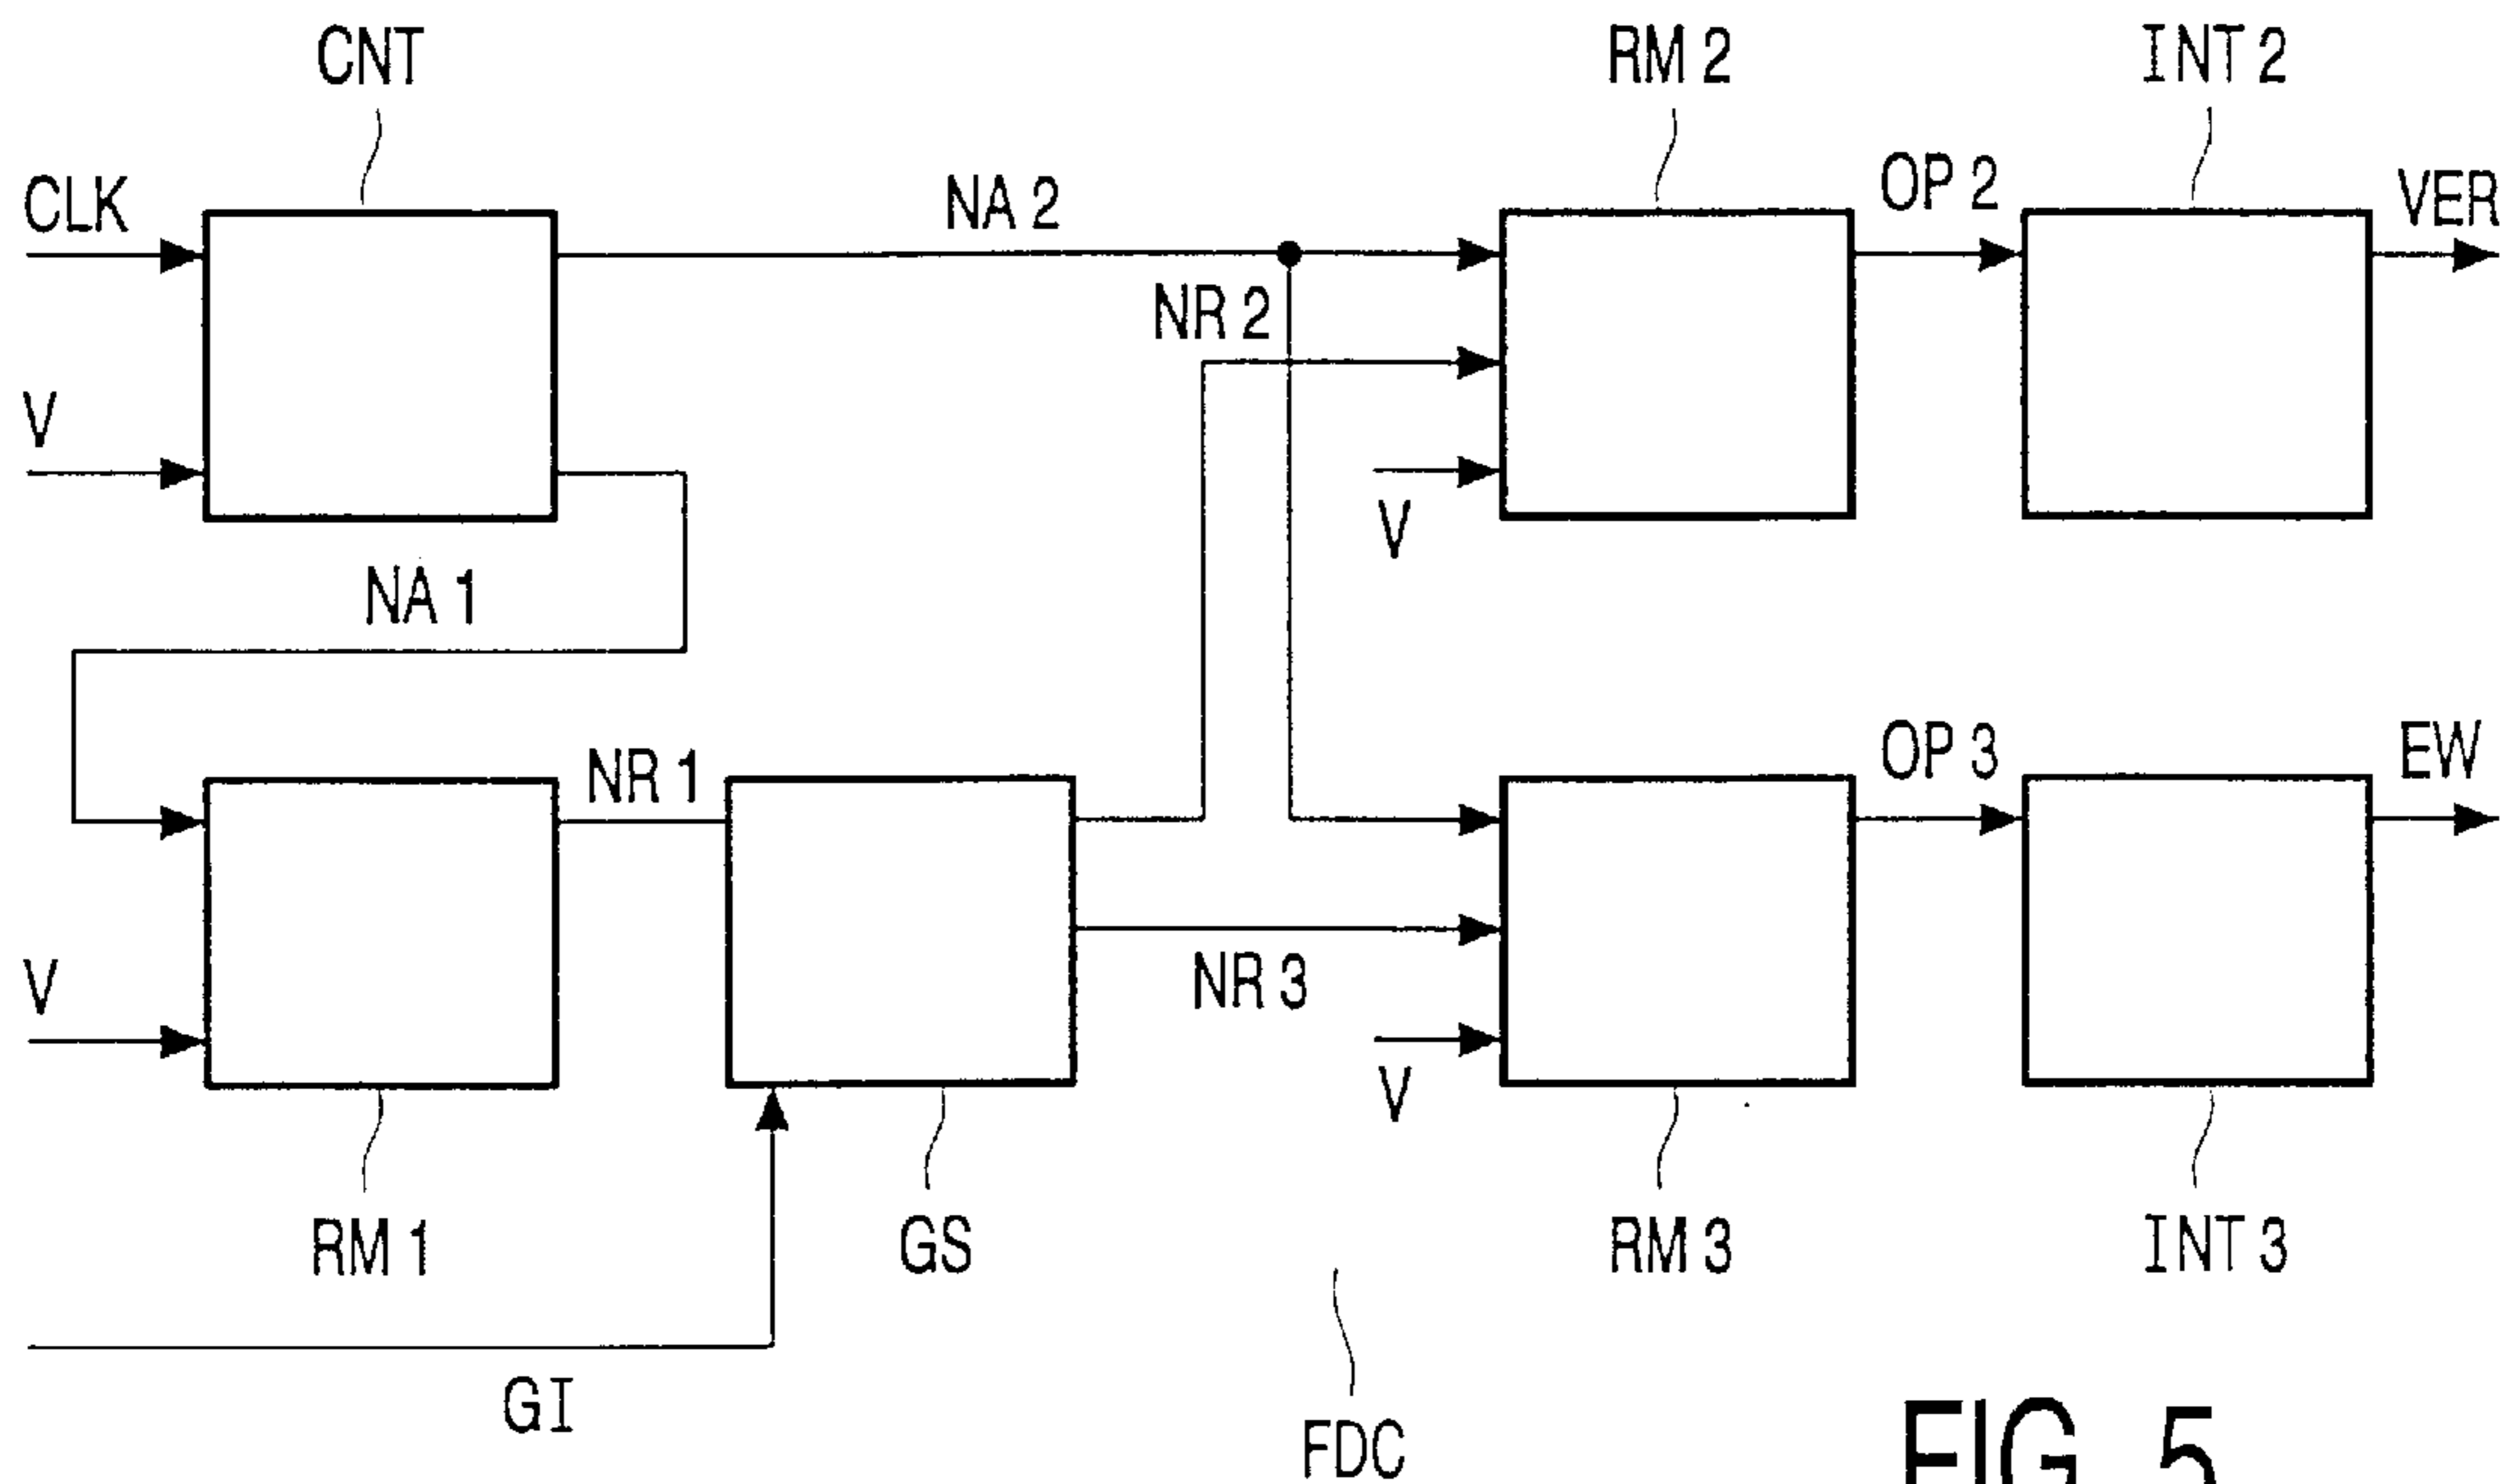 CNT
RM 2
INT 2
CLK
NA 2
OP 2
VER
NR 2
V
V
NA 1
NR 1
OP 3
EW
V
NR 3
V
RM 1
GS
RM 3
INT 3
GI
FDC
FIG. 5